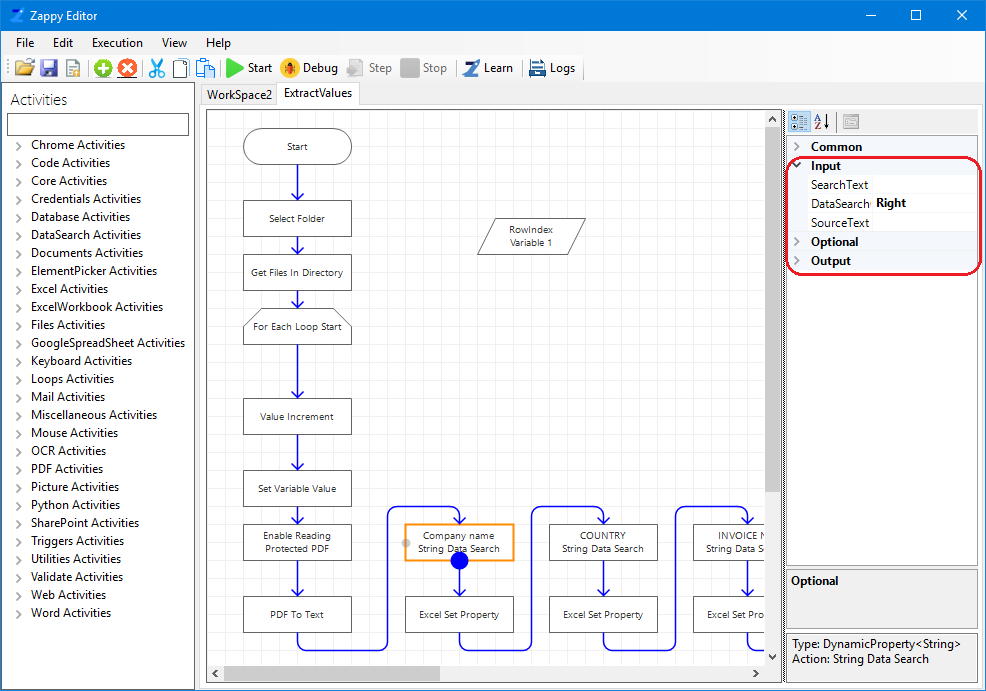 Zappy Editor
File Edit Execution View Help
Start Debug Step Stop Learn Logs
Activities
Chrome Activities
Code Activities
Core Activities
Credentials Activities
Database Activities
DataSearch Activities
Documents Activities
ElementPicker Activities
Excel Activities
ExcelWorkbook Activities
Files Activities
GoogleSpreadSheet Activities
Keyboard Activities
Loops Activities
Mail Activities
Miscellaneous Activities
Mouse Activities
OCR Activities
PDF Activities
Picture Activities
Python Activities
SharePoint Activities
Triggers Activities
Utilities Activities
Validate Activities
Web Activities
Word Activities
WorkSpace2 ExtractValues
Start
Select Folder
Get Files In Directory
For Each Loop Start
Value Increment
Set Variable Value
Enable Reading
Protected PDF
PDF To Text
RowIndex
Variable 1
Company name
String Data Search
Excel Set Property
COUNTRY
String Data Search
Excel Set Property
INVOICE N
String Data S
Excel Set Pro
Common
Input
SearchText
DataSearch Right
SourceText
Optional
Output
Optional
Type: DynamicProperty<String>
Action: String Data Search